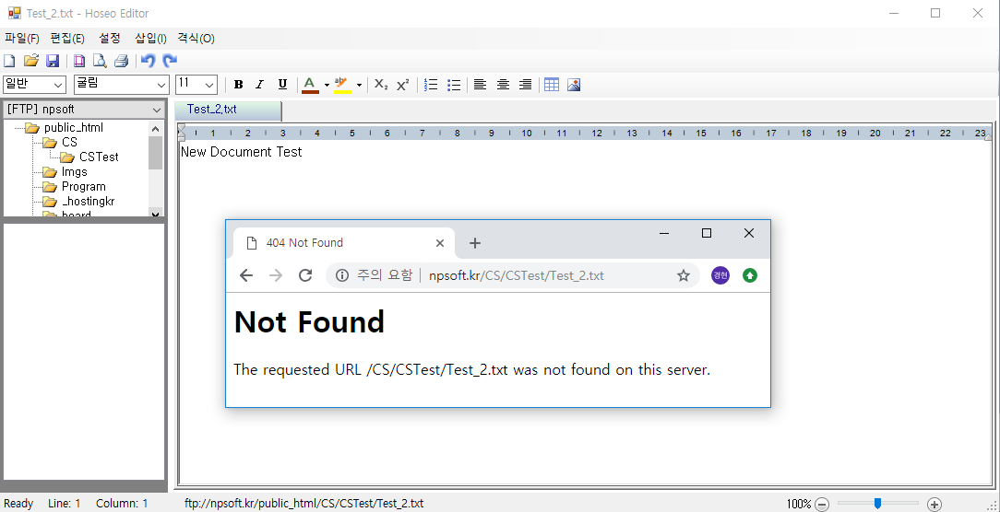 Test_2.txt - Hoseo Editor
파일(F) 편집(E) 설정 삽입(I) 격식(O)
일반 굴림 11 B I U A ab X₂ X²
[FTP] npsoft
Test_2.txt
public_html
CS
CSTest
Imgs
Program
_hostingkr
board
1 2 3 4 5 6 7 8 9 10 11 12 13 14 15 16 17 18 19 20 21 22 23
New Document Test
404 Not Found
주의 요함 npsoft.kr/CS/CSTest/Test_2.txt 경현
Not Found
The requested URL /CS/CSTest/Test_2.txt was not found on this server.
Ready Line: 1 Column: 1 ftp://npsoft.kr/public_html/CS/CSTest/Test_2.txt 100%